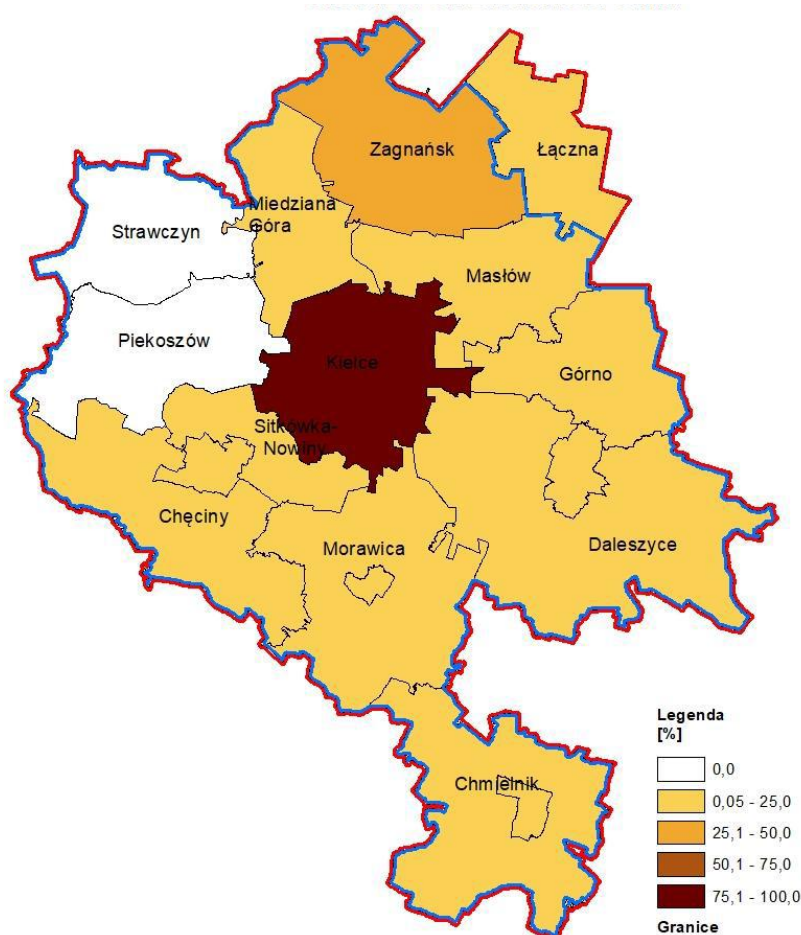 Zagnańsk
Łączna
Miedziana
Góra
Strawczyn
Masłów
Piekoszów
Kielce
Górno
Sitkówka-
Nowiny
Chęciny
Morawica
Daleszyce
Chmielnik
Legenda
[%]
0,0
0,05 - 25,0
25,1 - 50,0
50,1 - 75,0
75,1 - 100,0
Granice